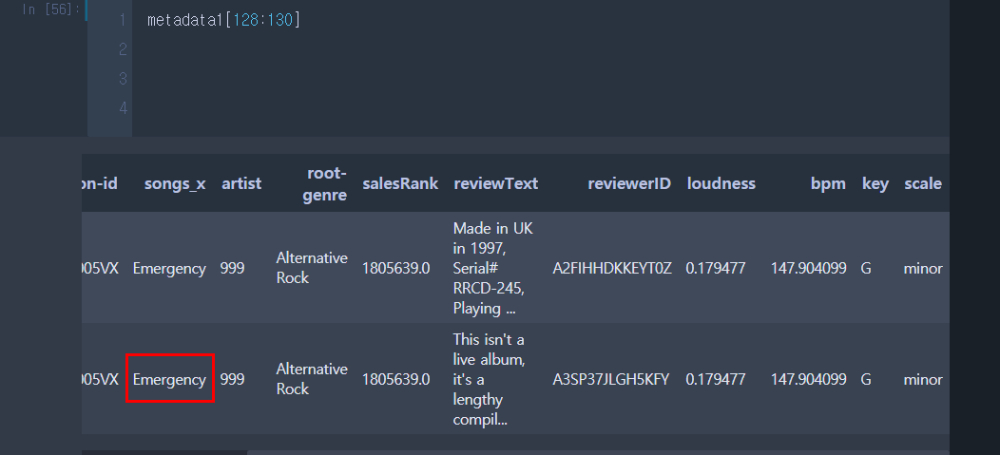 In [56]:
1 metadata1[128:130]
2
3
4
on-id songs_x artist root-genre salesRank reviewText reviewerID loudness bpm key scale
005VX Emergency 999 Alternative Rock 1805639.0 Made in UK in 1997, Serial# RRCD-245, Playing ... A2FIHHDKKEYT0Z 0.179477 147.904099 G minor
005VX Emergency 999 Alternative Rock 1805639.0 This isn't a live album, it's a lengthy compil... A3SP37JLGH5KFY 0.179477 147.904099 G minor